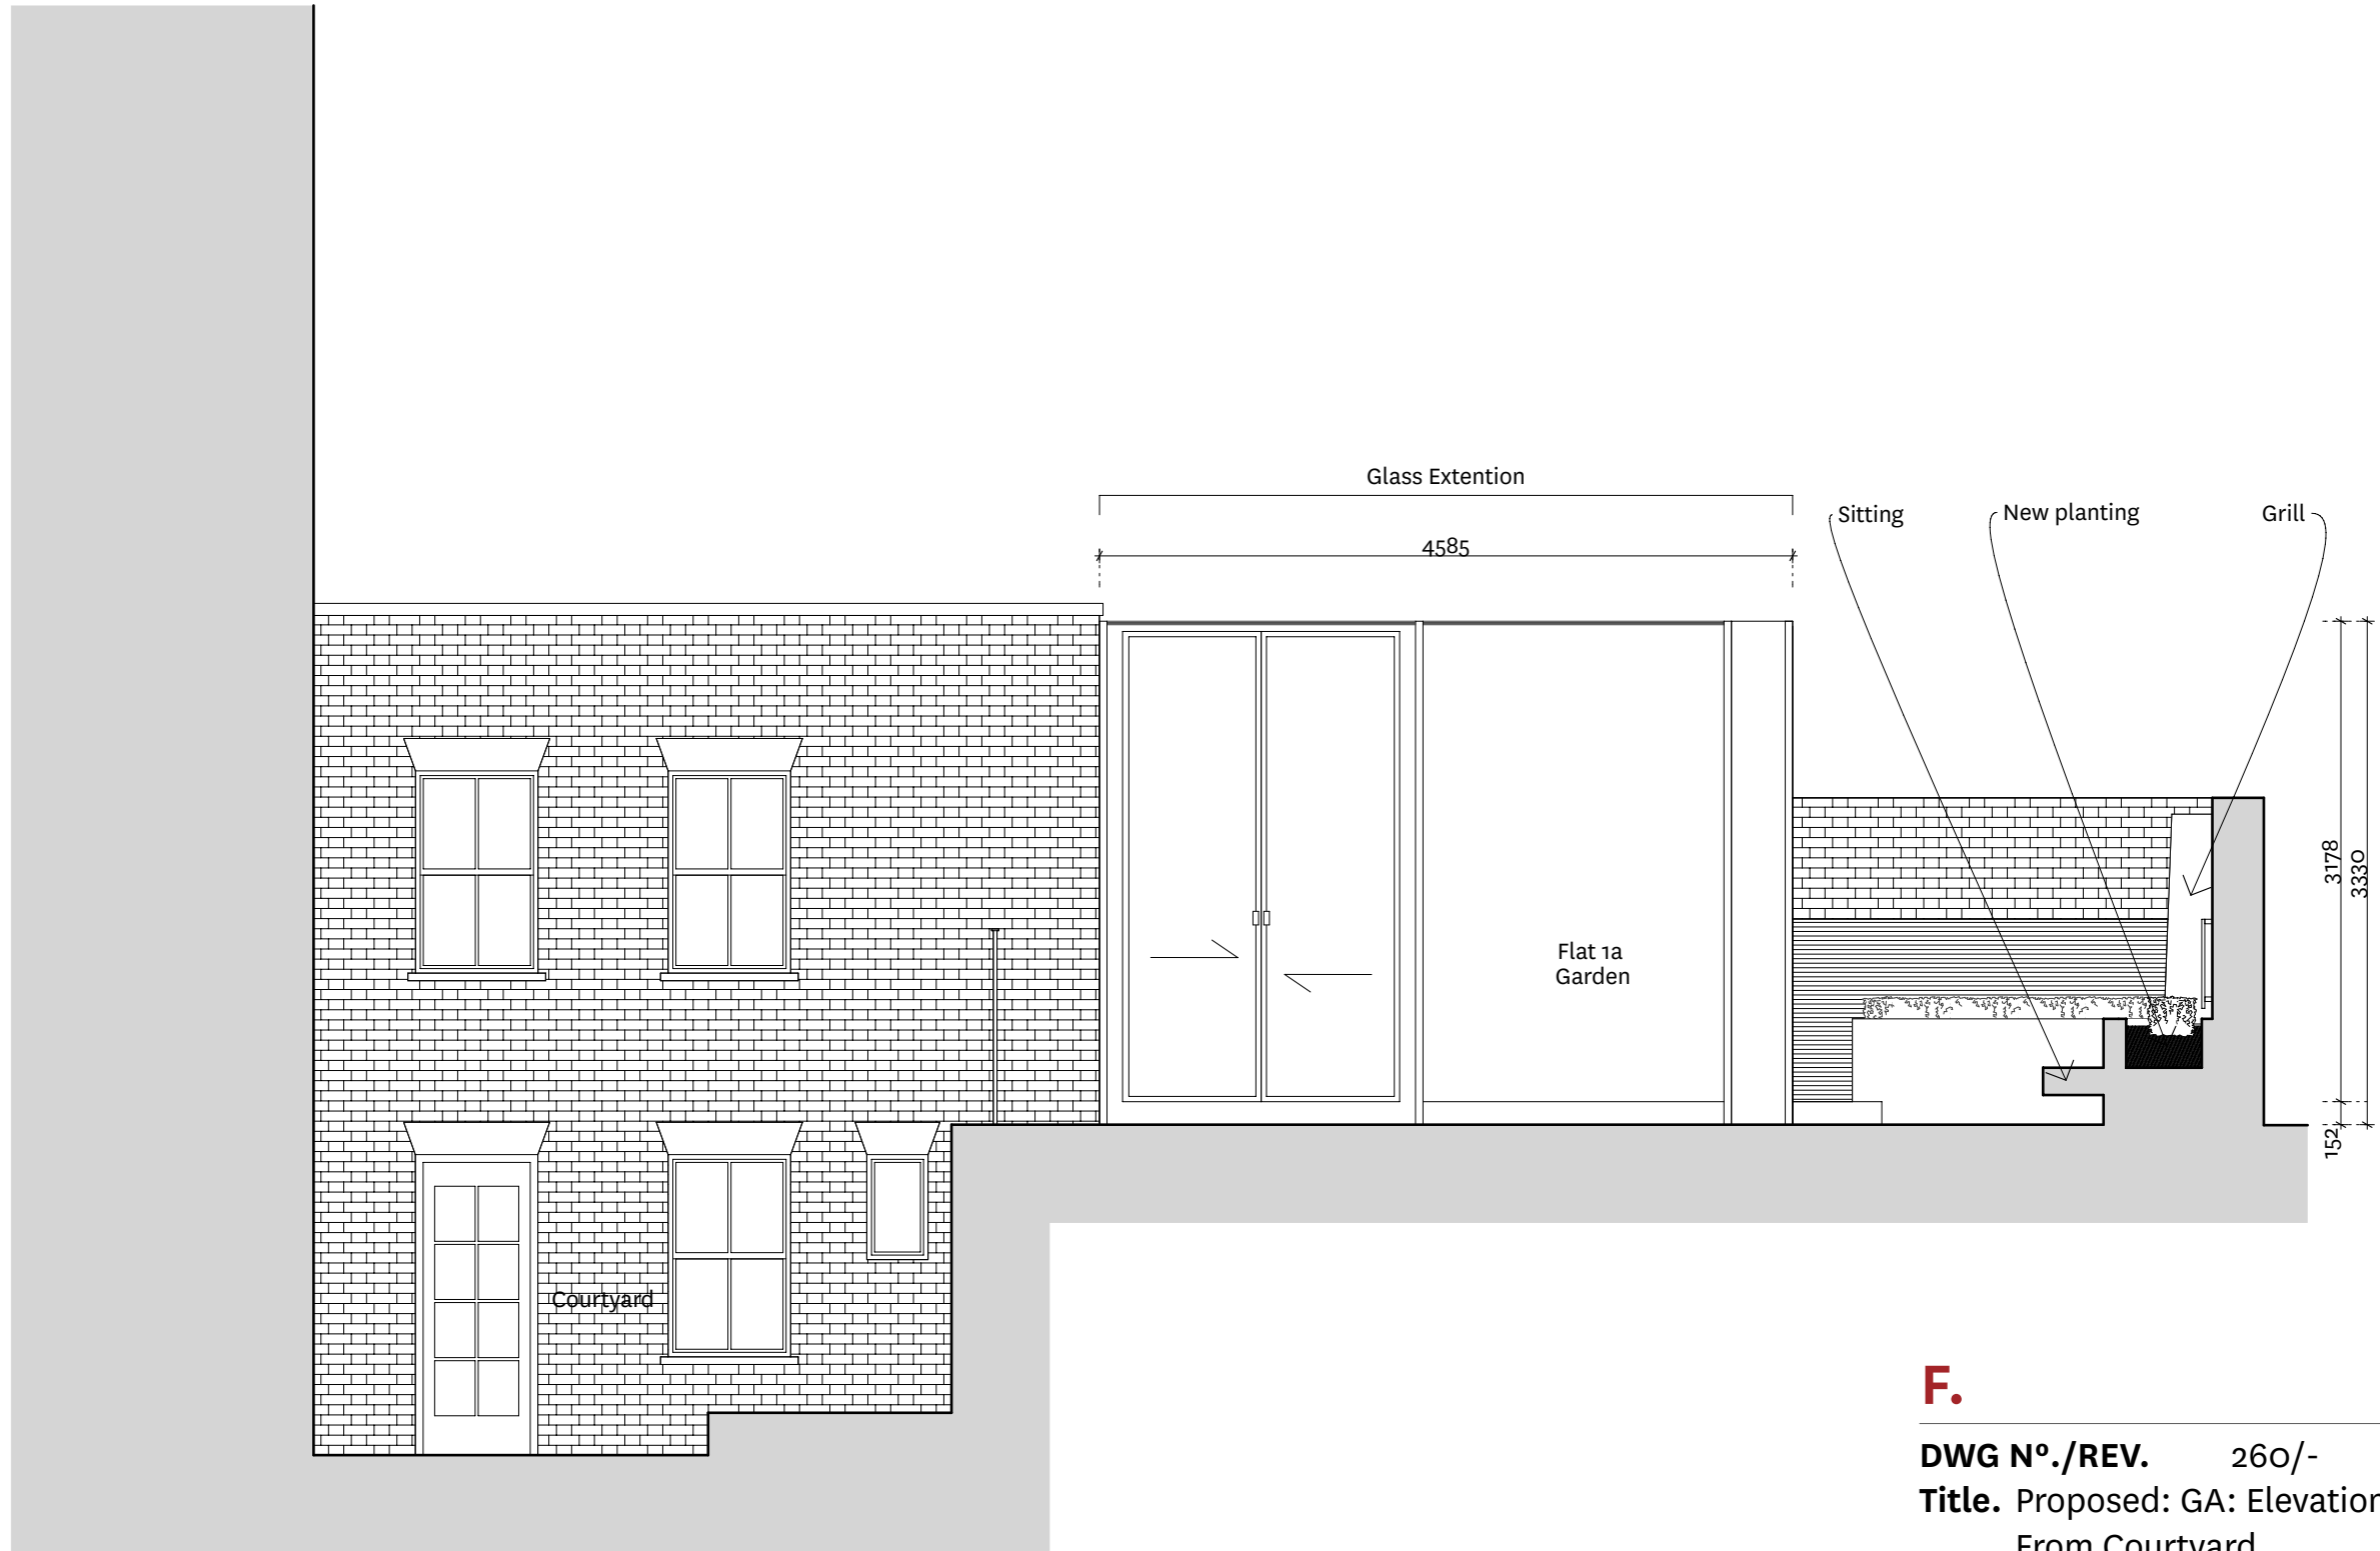 Glass Extention
4585
Sitting
New planting
Grill
3178
3330
Flat 1a
Garden
152
Courtyard
F.
DWG Nº./REV. 260/-
Title. Proposed: GA: Elevation
From Courtyard